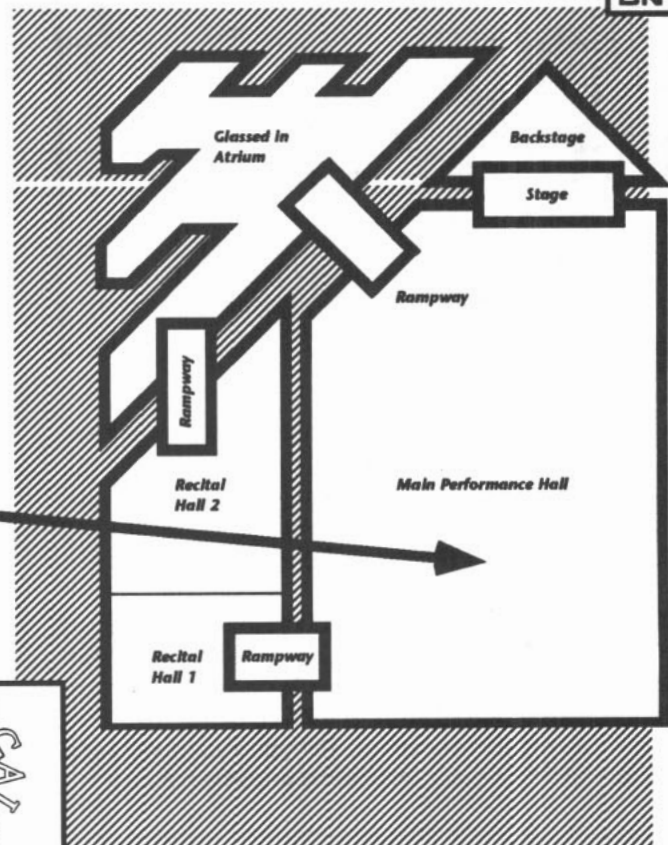 Glassed in
Atrium
Backstage
Stage
Rampway
Rampway
Recital
Hall 2
Main Performance Hall
Recital
Hall 1
Rampway